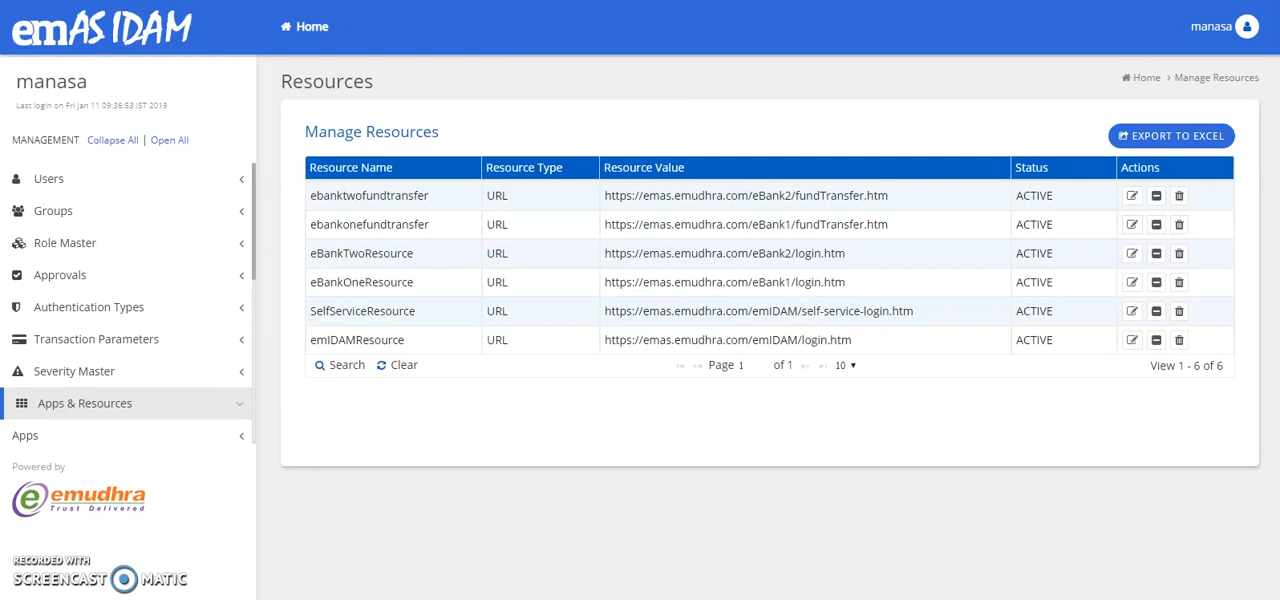 emAS IDAM
Home
manasa
manasa
Last login on Fri Jan 11 09:36:53 IST 2019
MANAGEMENT Collapse All | Open All
Users
Groups
Role Master
Approvals
Authentication Types
Transaction Parameters
Severity Master
Apps & Resources
Apps
Powered by
emudhra
Trust Delivered
RECORDED WITH
SCREENCAST MATIC
Resources
Home > Manage Resources
Manage Resources
EXPORT TO EXCEL
Resource Name Resource Type Resource Value Status Actions
ebanktwofundtransfer URL https://emas.emudhra.com/eBank2/fundTransfer.htm ACTIVE
ebankonefundtransfer URL https://emas.emudhra.com/eBank1/fundTransfer.htm ACTIVE
eBankTwoResource URL https://emas.emudhra.com/eBank2/login.htm ACTIVE
eBankOneResource URL https://emas.emudhra.com/eBank1/login.htm ACTIVE
SelfServiceResource URL https://emas.emudhra.com/emIDAM/self-service-login.htm ACTIVE
emIDAMResource URL https://emas.emudhra.com/emIDAM/login.htm ACTIVE
Search Clear Page 1 of 1 10 View 1 - 6 of 6